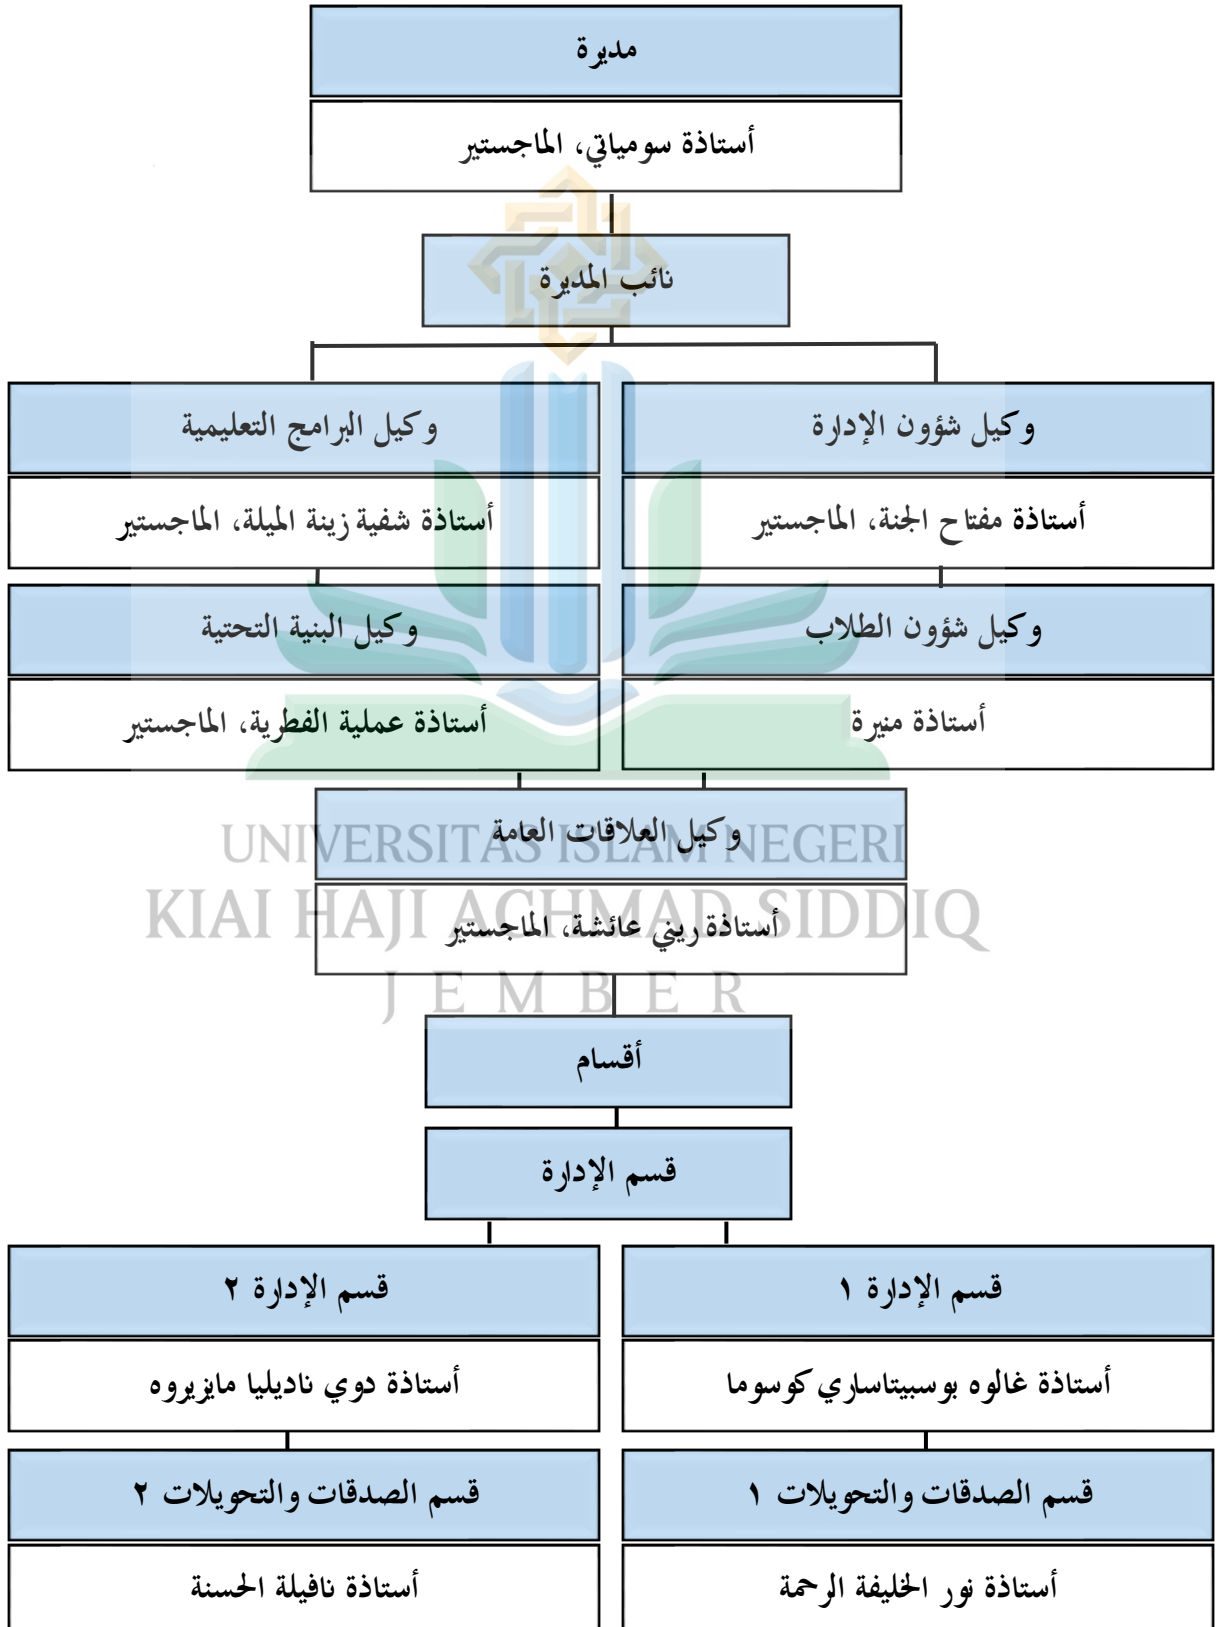 مديرة
أستاذة سومياتي، الماجستير
نائب المديرة
وكيل شؤون الإدارة
وكيل البرامج التعليمية
أستاذة مفتاح الجنة، الماجستير
أستاذة شفية زينة الميلة، الماجستير
وكيل شؤون الطلاب
وكيل البنية التحتية
أستاذة منيرة
أستاذة عملية الفطرية، الماجستير
وكيل العلاقات العامة
UNIVERSITAS ISLAM NEGERI
KIAI HAJI ACHMAD SIDDIQ
أستاذة ريني عائشة، الماجستير
JEMBER
أقسام
قسم الإدارة
قسم الإدارة ١
قسم الإدارة ٢
أستاذة غالوه بوسبيتاساري كوسوما
أستاذة دوي ناديليا مايزيروه
قسم الصدقات والتحويلات ١
قسم الصدقات والتحويلات ٢
أستاذة نور الخليفة الرحمة
أستاذة نافيلة الحسنة